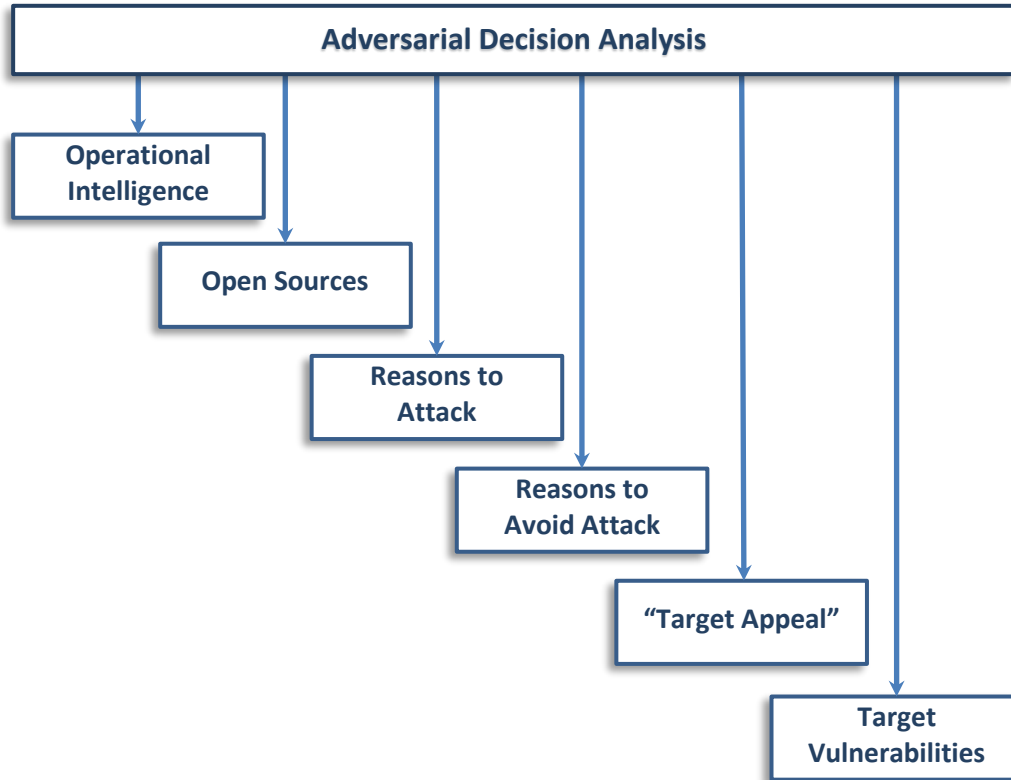 Adversarial Decision Analysis
Operational
Intelligence
Open Sources
Reasons to
Attack
Reasons to
Avoid Attack
“Target Appeal”
Target
Vulnerabilities